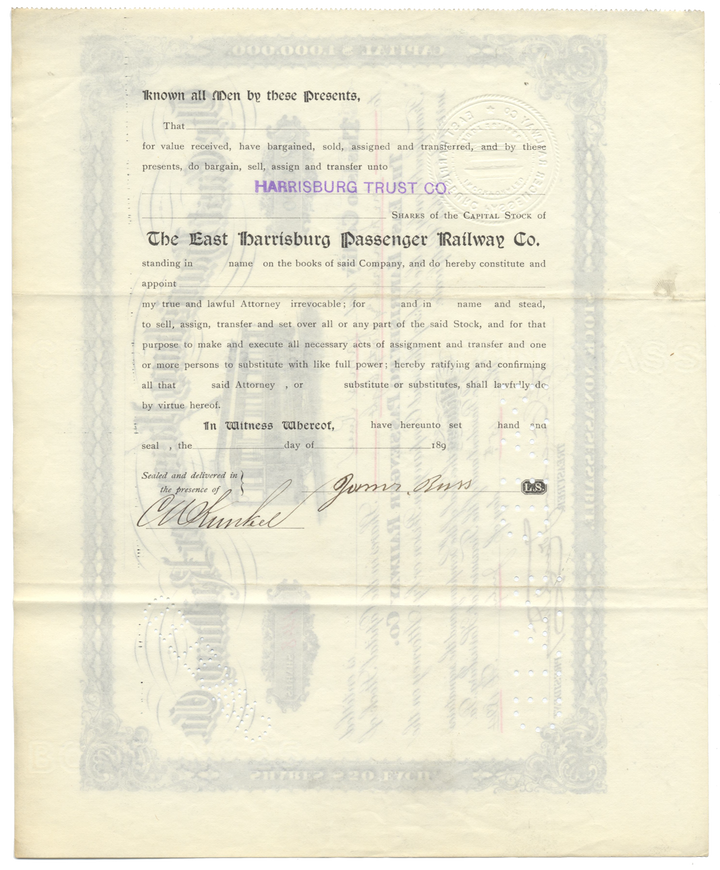 Known all Men by these Presents,
That
for value received, have bargained, sold, assigned and transferred, and by these
presents, do bargain, sell, assign and transfer unto
HARRISBURG TRUST CO.
Shares of the Capital Stock of
The East Harrisburg Passenger Railway Co.
standing in name on the books of said Company, and do hereby constitute and
appoint
my true and lawful Attorney irrevocable; for and in name and stead,
to sell, assign, transfer and set over all or any part of the said Stock, and for that
purpose to make and execute all necessary acts of assignment and transfer and one
or more persons to substitute with like full power; hereby ratifying and confirming
all that said Attorney , or substitute or substitutes, shall lawfully do
by virtue hereof.
In Witness Whereof, have hereunto set hand and
seal , the day of 189
Sealed and delivered in
the presence of
L.S.
Kunkel